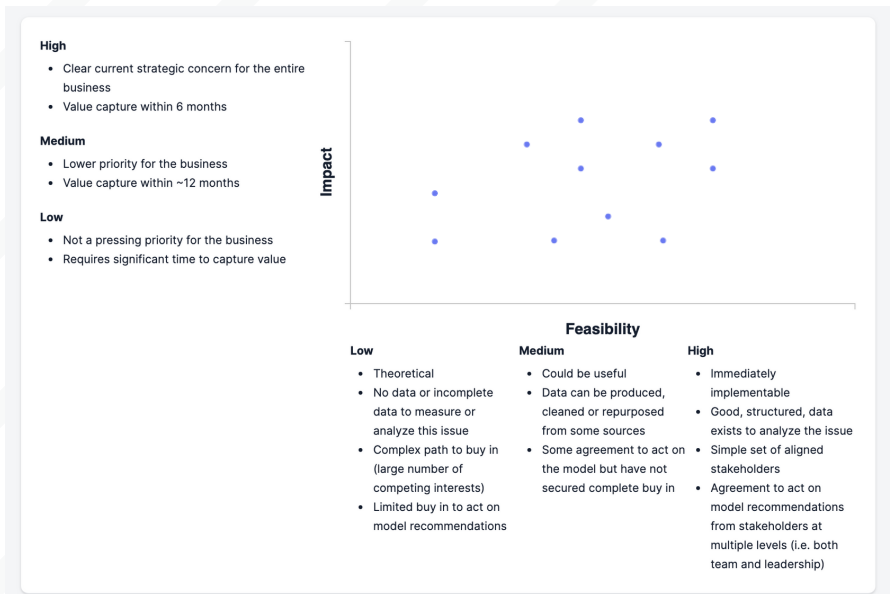 High
• Clear current strategic concern for the entire
business
• Value capture within 6 months
Medium
• Lower priority for the business
• Value capture within ~12 months
Low
• Not a pressing priority for the business
• Requires significant time to capture value
Impact
Feasibility
Low
• Theoretical
• No data or incomplete
data to measure or
analyze this issue
• Complex path to buy in
(large number of
competing interests)
• Limited buy in to act on
model recommendations
Medium
• Could be useful
• Data can be produced,
cleaned or repurposed
from some sources
• Some agreement to act on
the model but have not
secured complete buy in
High
• Immediately
implementable
• Good, structured, data
exists to analyze the issue
• Simple set of aligned
stakeholders
• Agreement to act on
model recommendations
from stakeholders at
multiple levels (i.e. both
team and leadership)